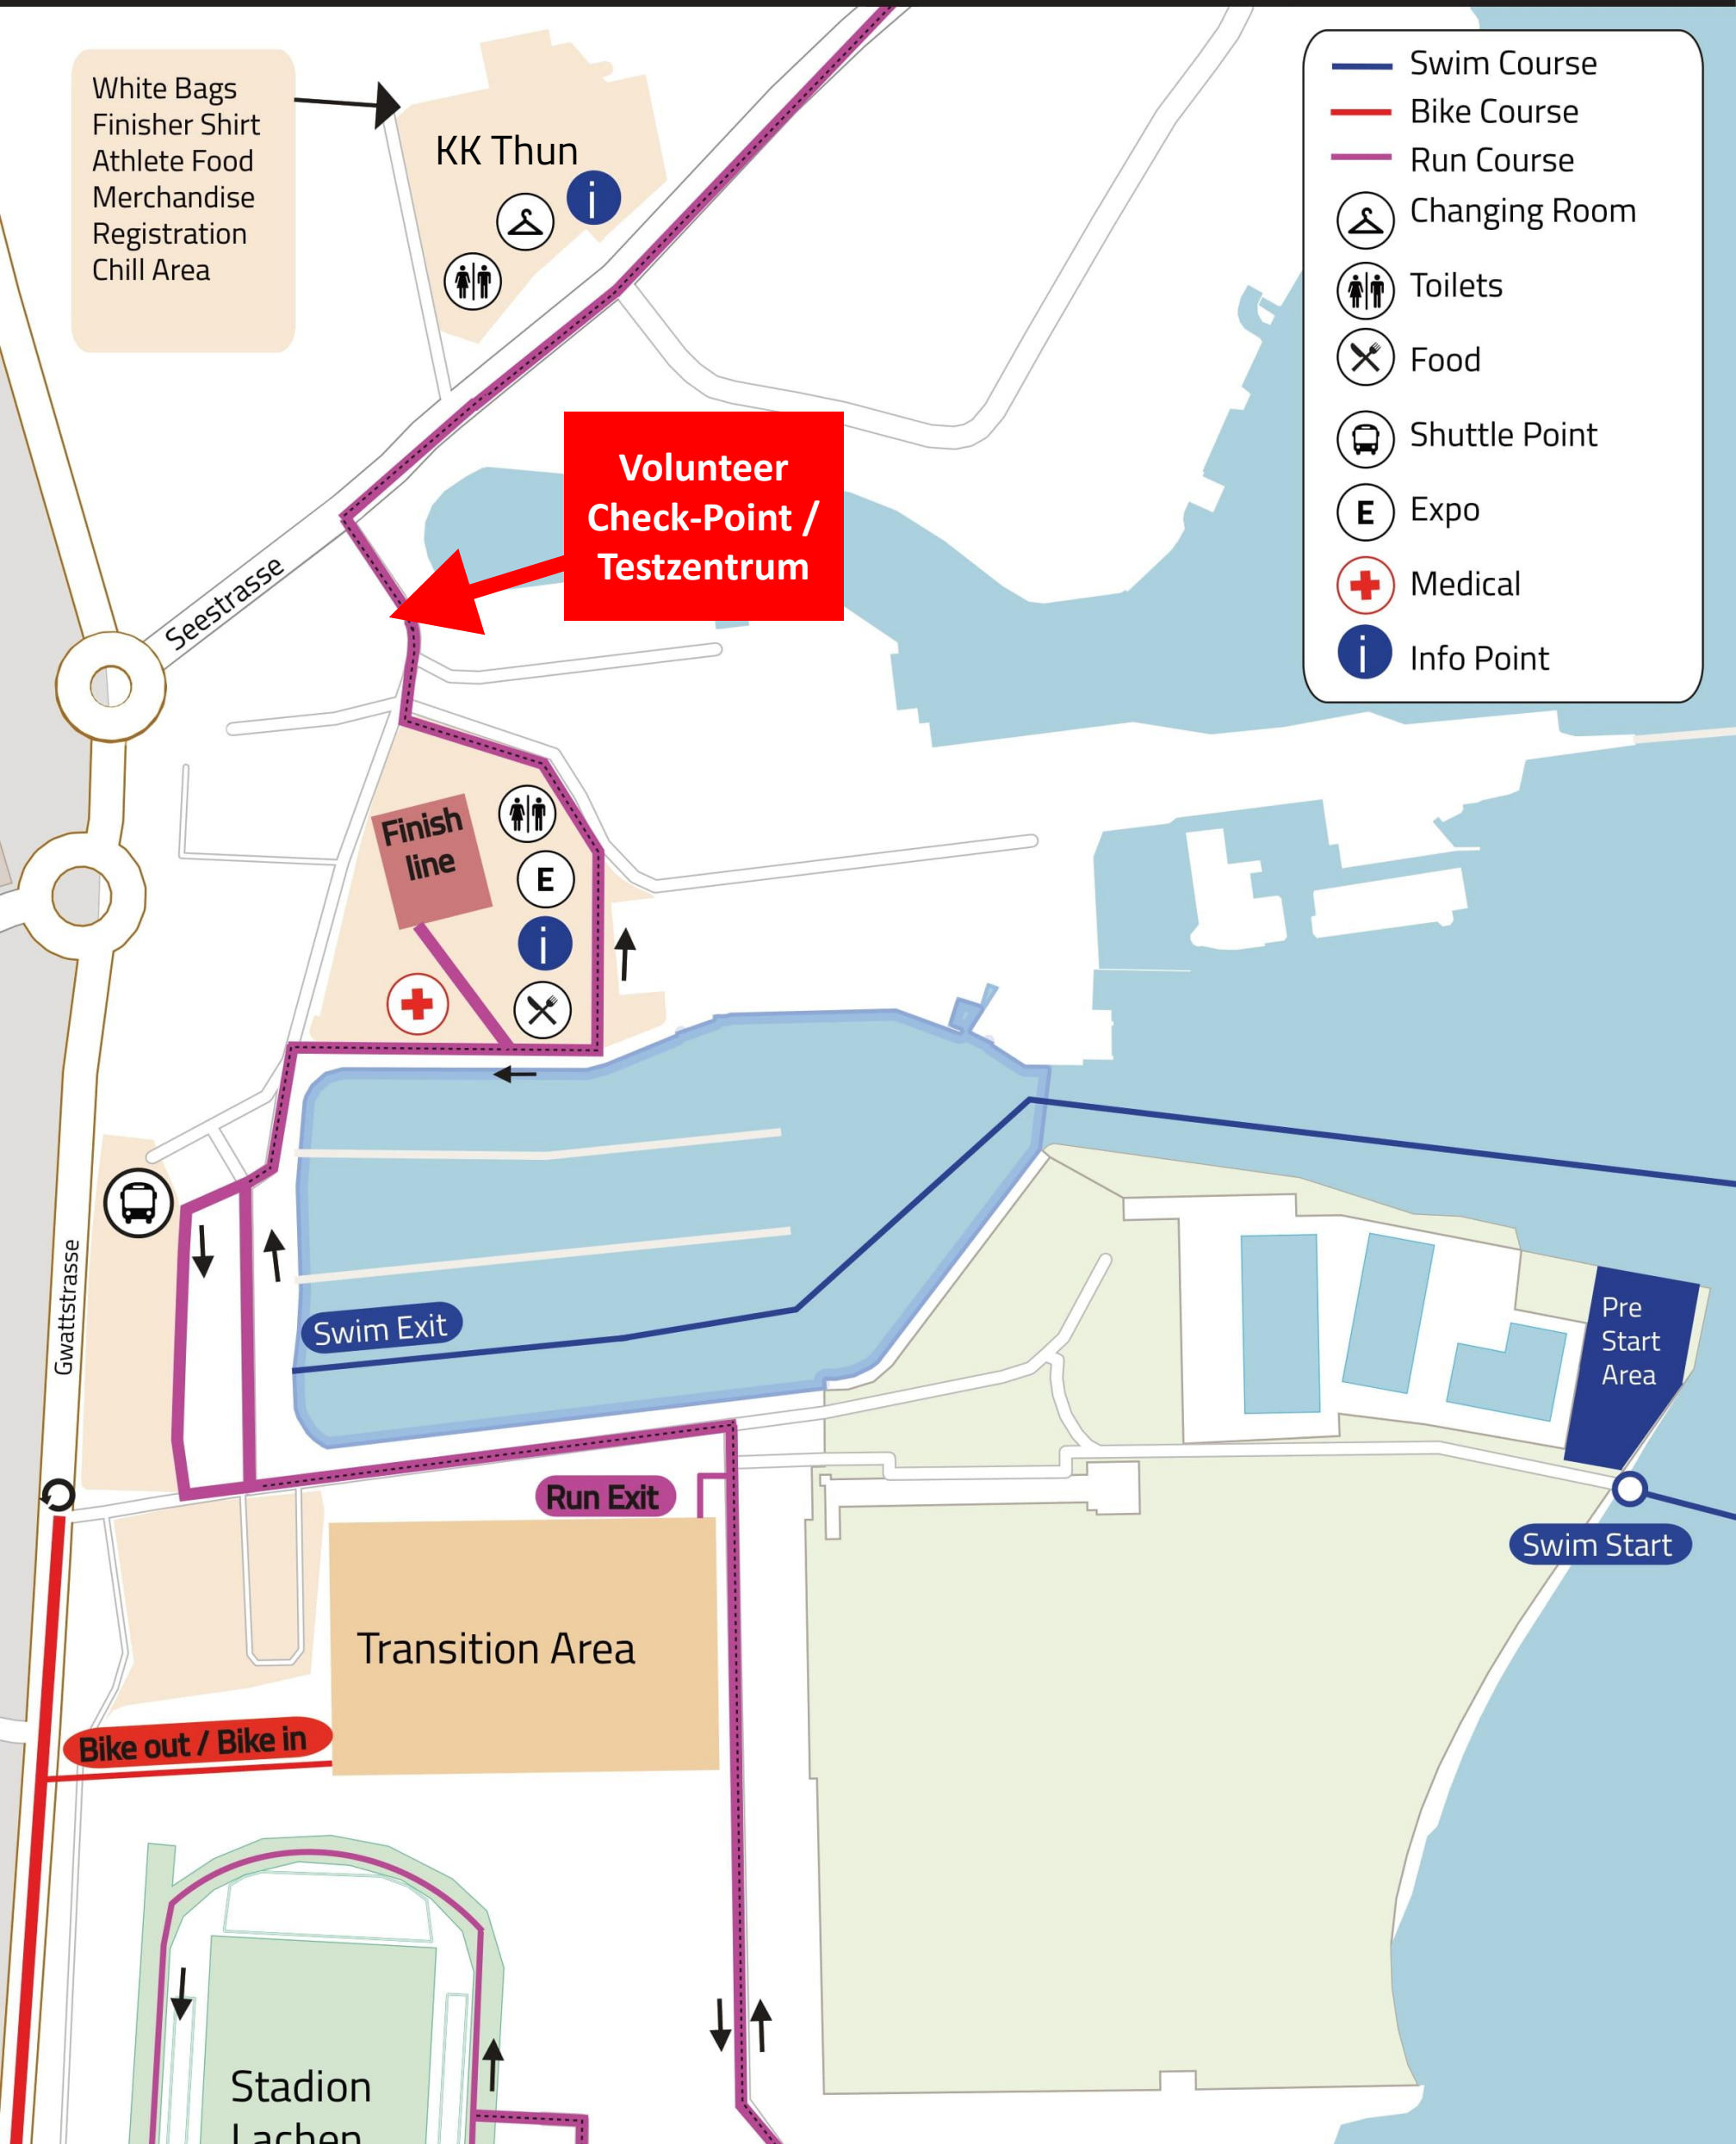 White Bags
Finisher Shirt
Athlete Food
Merchandise
Registration
Chill Area
KK Thun
i
Swim Course
Bike Course
Run Course
Changing Room
Toilets
Food
Shuttle Point
E
Expo
Medical
i
Info Point
Volunteer
Check-Point /
Testzentrum
Seestrasse
Finish
line
E
i
Gwattstrasse
Swim Exit
Pre
Start
Area
Run Exit
Swim Start
Transition Area
Bike out / Bike in
Stadion
Lachen